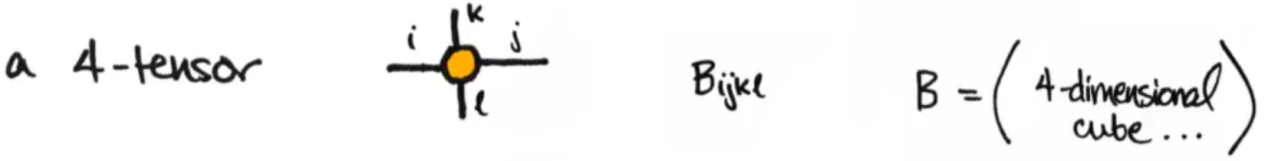 a 4-tensor
k
i
j
l
Bijkl
B = ( 4-dimensional
cube... )